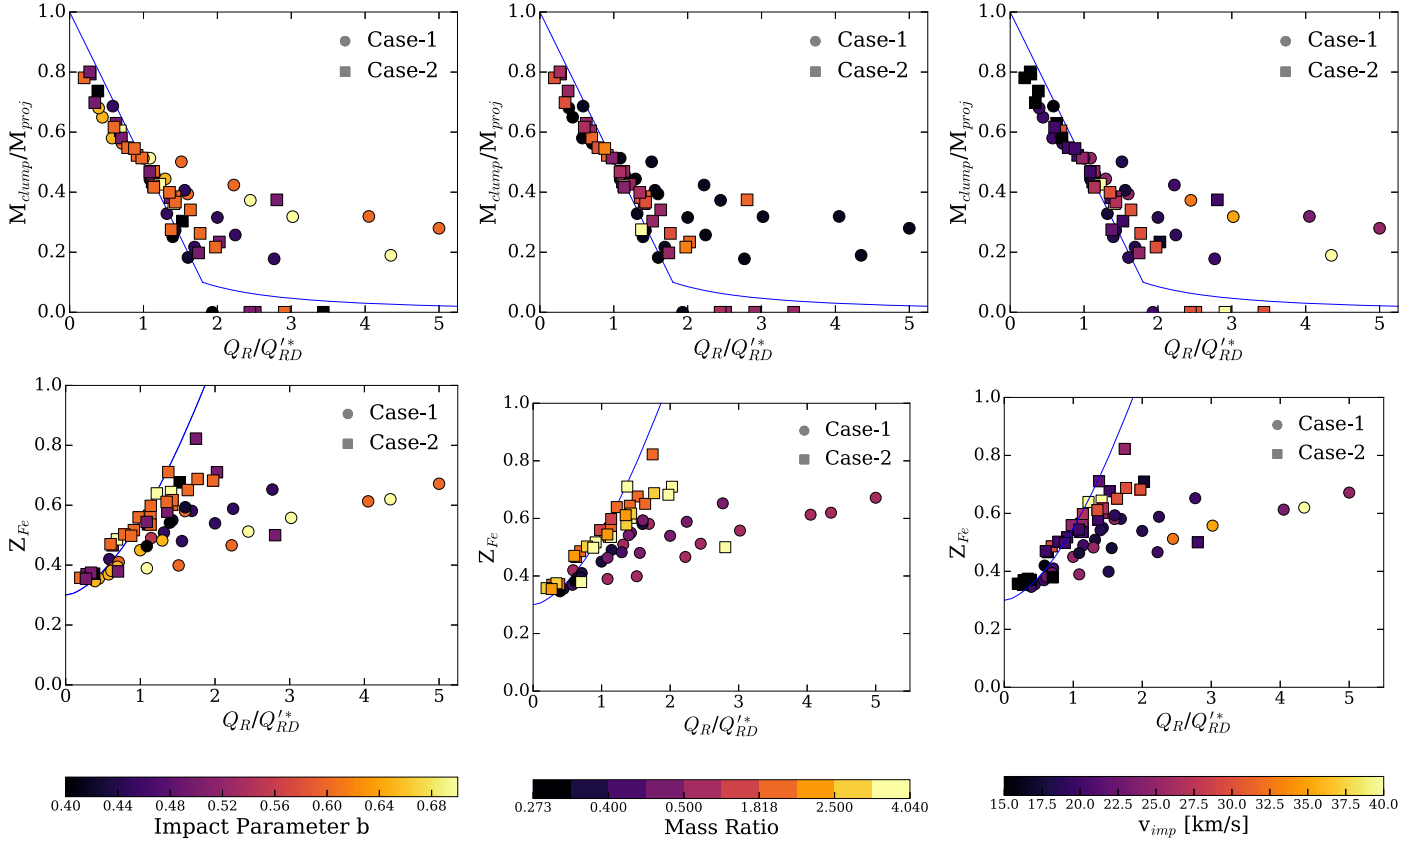 1.0
0.8
0.6
0.4
0.2
0.0
M_clump/M_proj
Case-1
Case-2
0 1 2 3 4 5
Q_R/Q'^*_RD
1.0
0.8
0.6
0.4
0.2
0.0
M_clump/M_proj
Case-1
Case-2
0 1 2 3 4 5
Q_R/Q'^*_RD
1.0
0.8
0.6
0.4
0.2
0.0
M_clump/M_proj
Case-1
Case-2
0 1 2 3 4 5
Q_R/Q'^*_RD
1.0
0.8
0.6
0.4
0.2
0.0
Z_Fe
Case-1
Case-2
0 1 2 3 4 5
Q_R/Q'^*_RD
1.0
0.8
0.6
0.4
0.2
0.0
Z_Fe
Case-1
Case-2
0 1 2 3 4 5
Q_R/Q'^*_RD
1.0
0.8
0.6
0.4
0.2
0.0
Z_Fe
Case-1
Case-2
0 1 2 3 4 5
Q_R/Q'^*_RD
0.40 0.44 0.48 0.52 0.56 0.60 0.64 0.68
Impact Parameter b
0.273 0.400 0.500 1.818 2.500 4.040
Mass Ratio
15.0 17.5 20.0 22.5 25.0 27.5 30.0 32.5 35.0 37.5 40.0
v_imp [km/s]